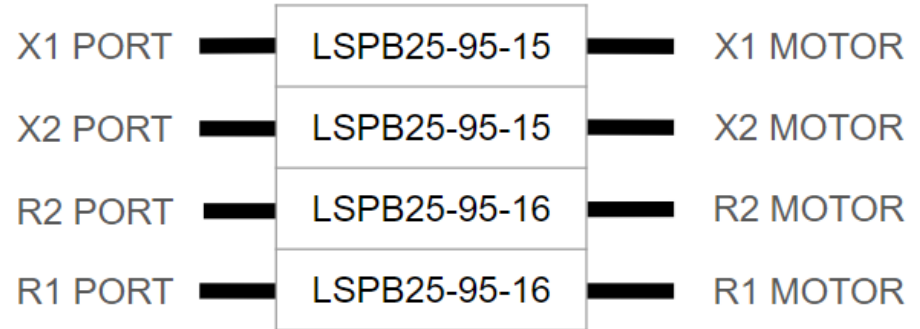 X1 PORT LSPB25-95-15 X1 MOTOR
X2 PORT LSPB25-95-15 X2 MOTOR
R2 PORT LSPB25-95-16 R2 MOTOR
R1 PORT LSPB25-95-16 R1 MOTOR